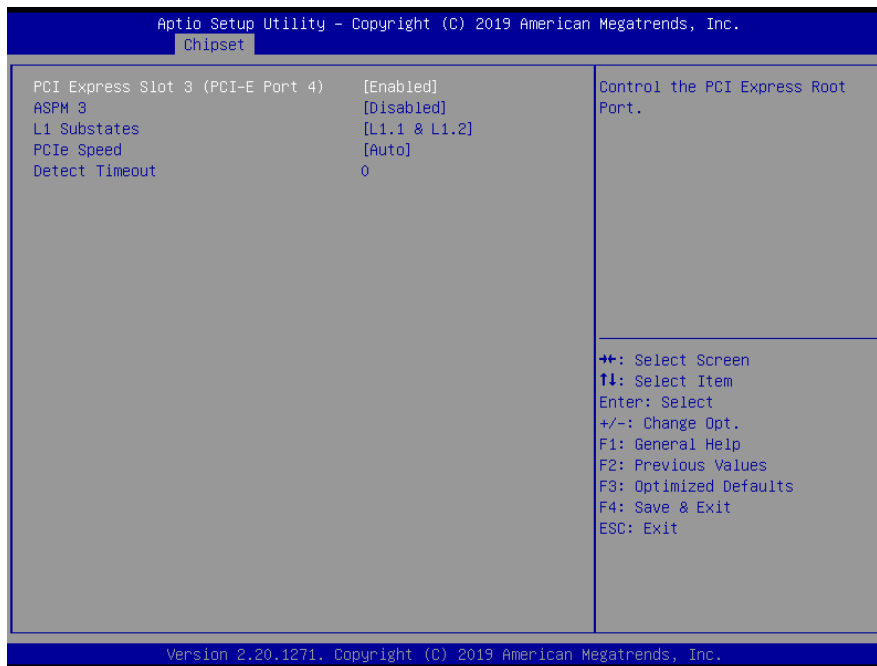 Aptio Setup Utility – Copyright (C) 2019 American Megatrends, Inc.
Chipset
PCI Express Slot 3 (PCI-E Port 4) [Enabled]
ASPM 3 [Disabled]
L1 Substates [L1.1 & L1.2]
PCIe Speed [Auto]
Detect Timeout 0
Control the PCI Express Root
Port.
→←: Select Screen
↑↓: Select Item
Enter: Select
+/-: Change Opt.
F1: General Help
F2: Previous Values
F3: Optimized Defaults
F4: Save & Exit
ESC: Exit
Version 2.20.1271. Copyright (C) 2019 American Megatrends, Inc.